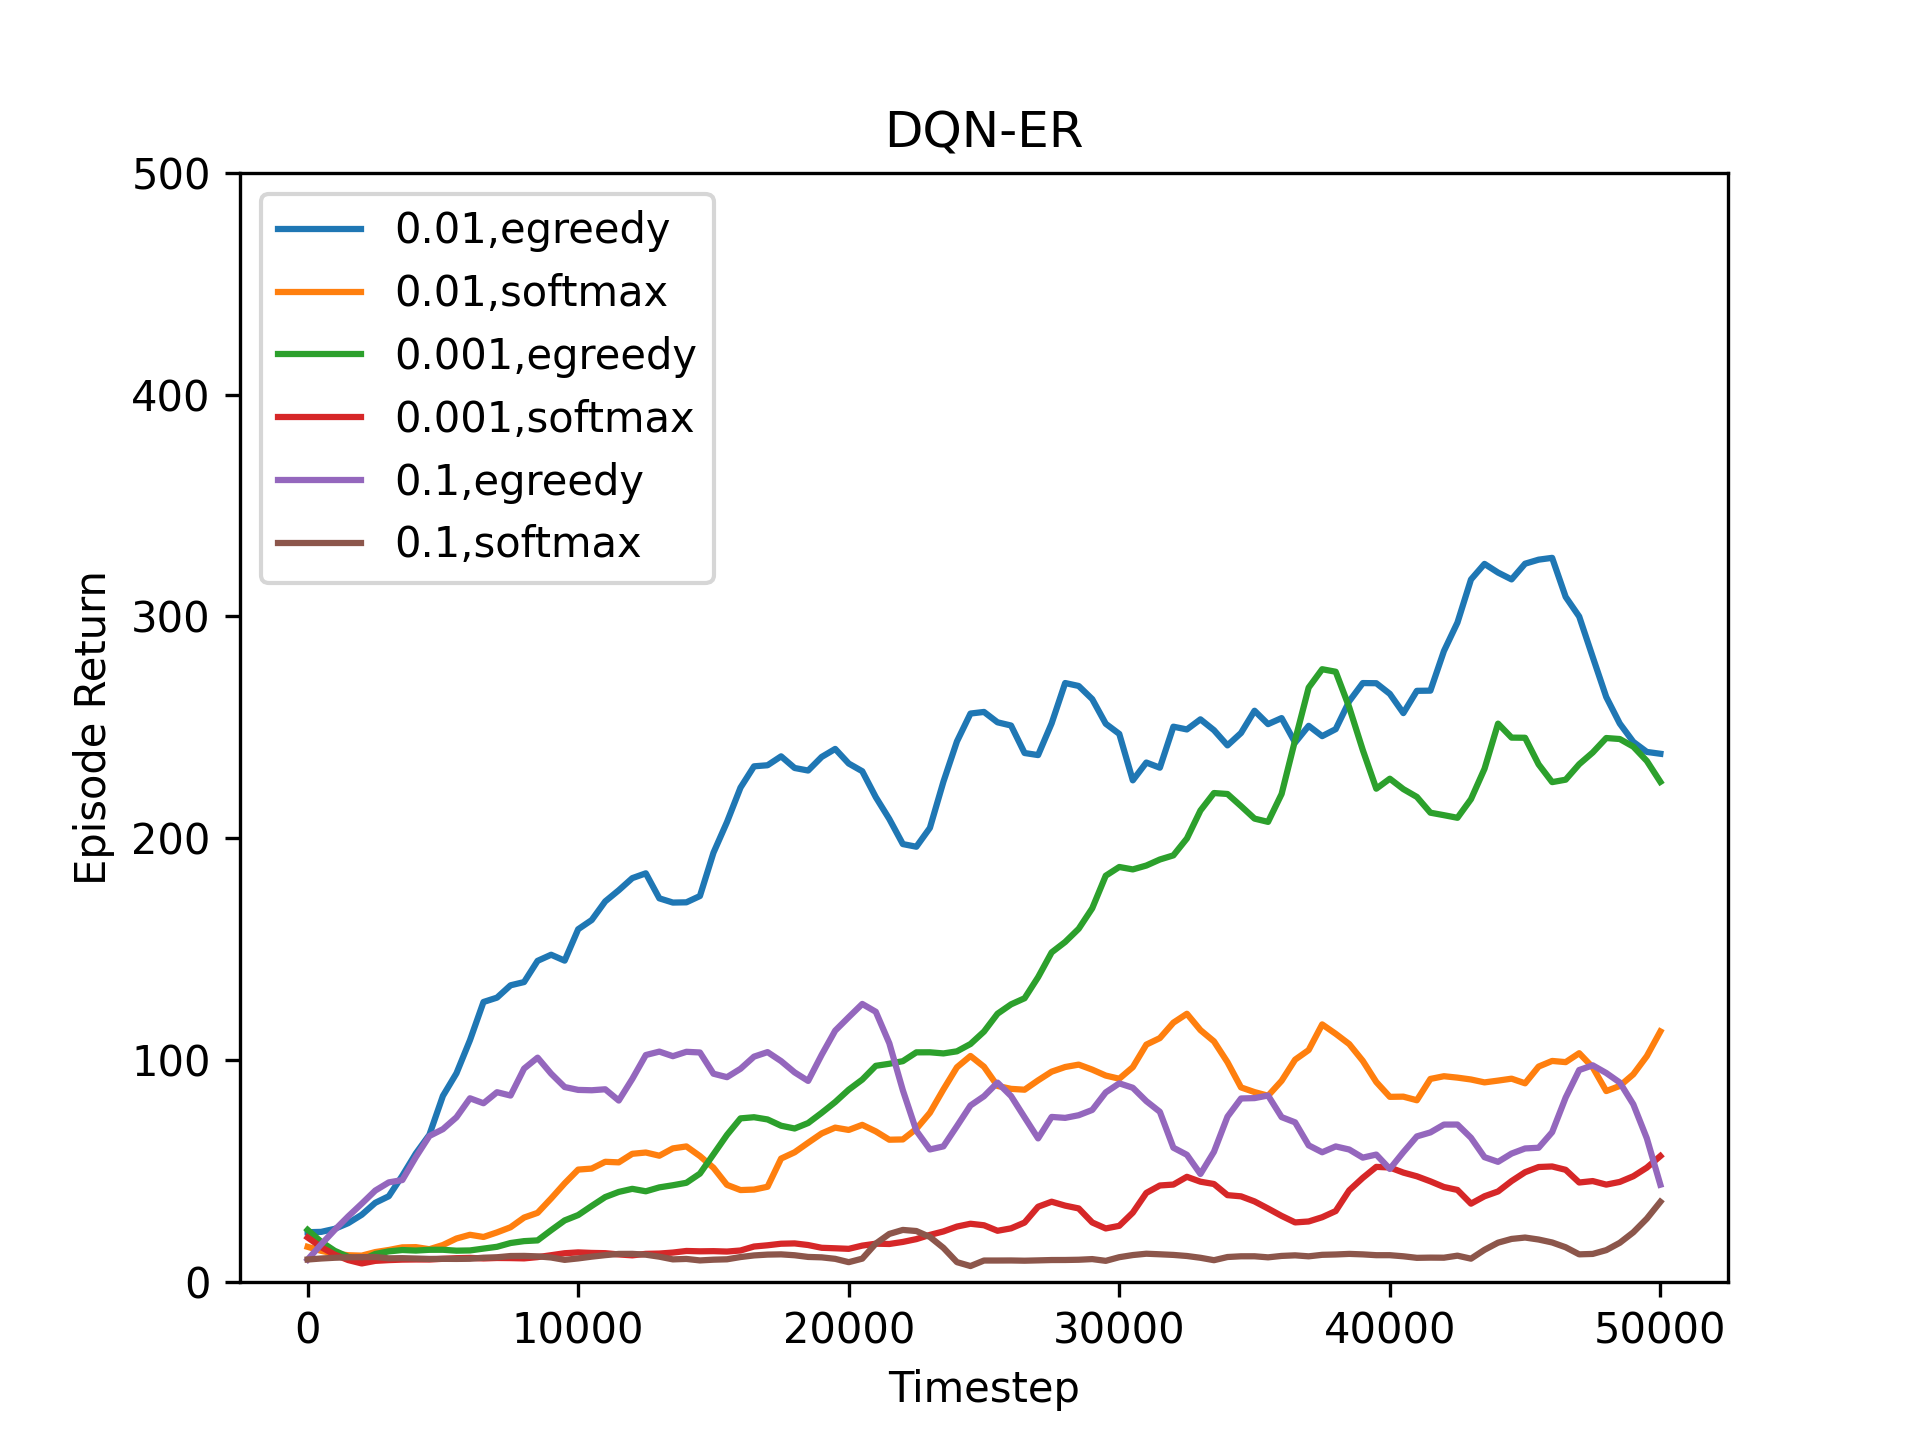 DQN-ER
500
400
300
200
100
0
Episode Return
0.01,egreedy
0.01,softmax
0.001,egreedy
0.001,softmax
0.1,egreedy
0.1,softmax
0 10000 20000 30000 40000 50000
Timestep